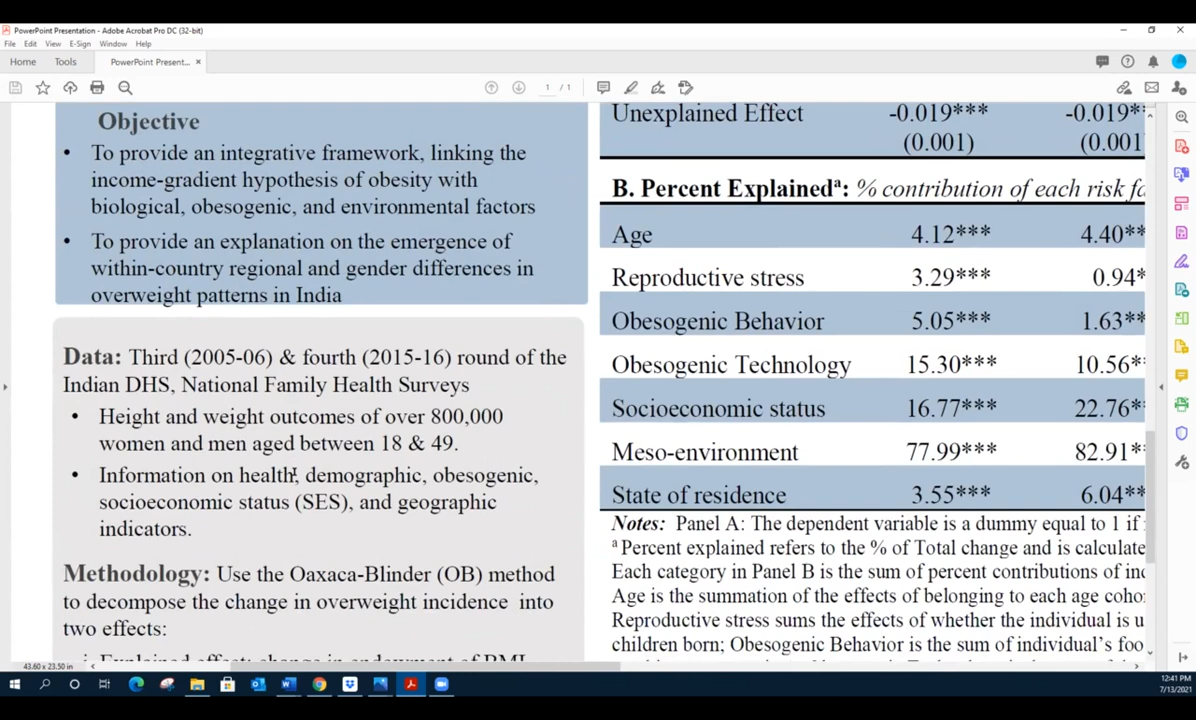 PowerPoint Presentation - Adobe Acrobat Pro DC (32-bit)
File Edit View E-Sign Window Help
Home Tools PowerPoint Present... ×
1 / 1
Objective
• To provide an integrative framework, linking the
income-gradient hypothesis of obesity with
biological, obesogenic, and environmental factors
• To provide an explanation on the emergence of
within-country regional and gender differences in
overweight patterns in India
Data: Third (2005-06) & fourth (2015-16) round of the
Indian DHS, National Family Health Surveys
• Height and weight outcomes of over 800,000
women and men aged between 18 & 49.
• Information on health, demographic, obesogenic,
socioeconomic status (SES), and geographic
indicators.
Methodology: Use the Oaxaca-Blinder (OB) method
to decompose the change in overweight incidence into
two effects:
i Explained effect: change in endowment of BMI
Unexplained Effect -0.019*** -0.019**
(0.001) (0.001
B. Percent Explainedᵃ: % contribution of each risk fa
Age 4.12*** 4.40**
Reproductive stress 3.29*** 0.94*
Obesogenic Behavior 5.05*** 1.63**
Obesogenic Technology 15.30*** 10.56*
Socioeconomic status 16.77*** 22.76*
Meso-environment 77.99*** 82.91*
State of residence 3.55*** 6.04**
Notes: Panel A: The dependent variable is a dummy equal to 1 if
ᵃ Percent explained refers to the % of Total change and is calculate
Each category in Panel B is the sum of percent contributions of inc
Age is the summation of the effects of belonging to each age coho
Reproductive stress sums the effects of whether the individual is u
children born; Obesogenic Behavior is the sum of individual's foo
43.60 x 23.50 in
12:41 PM
7/13/2021